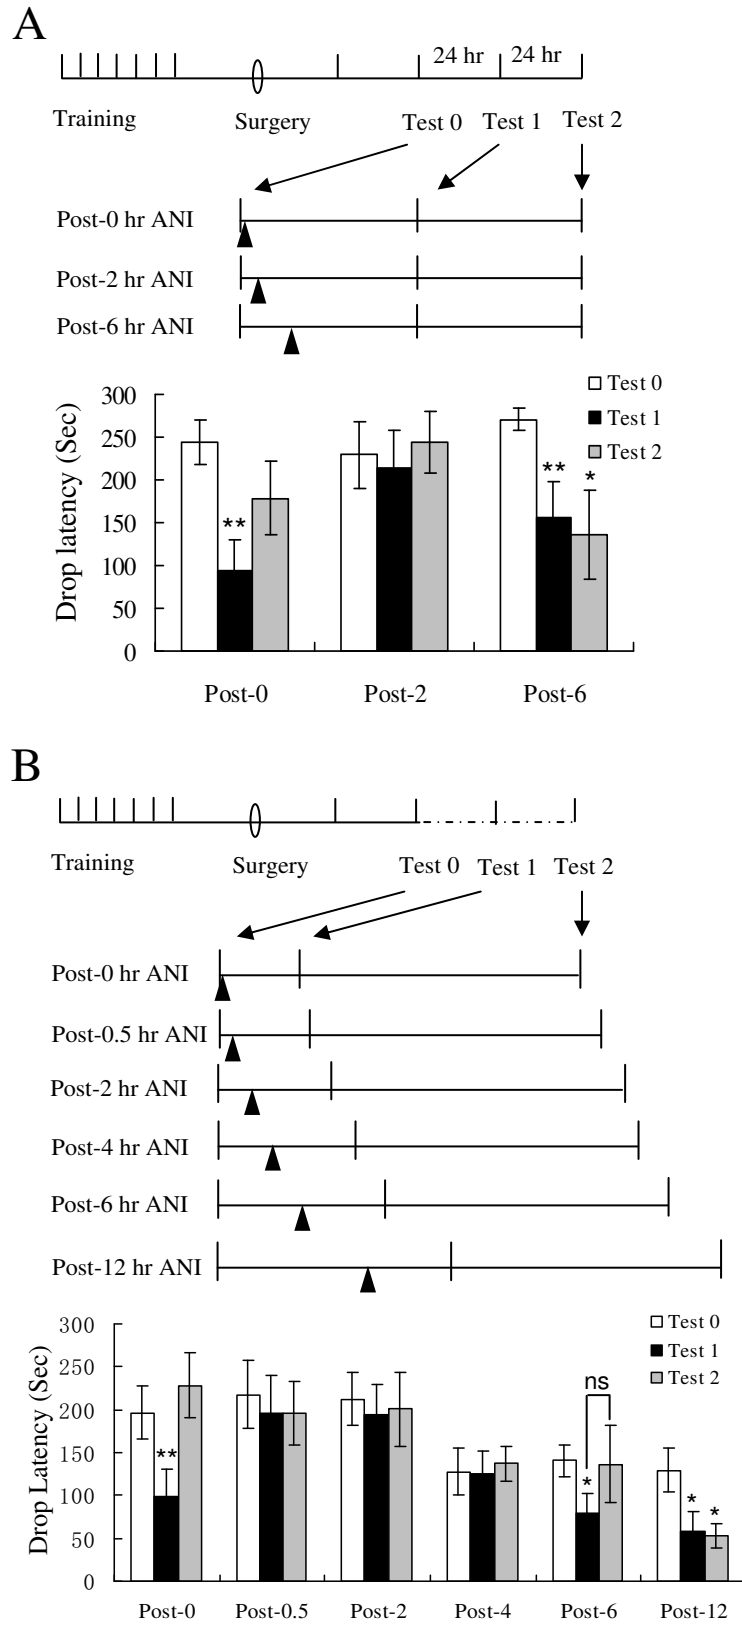 A
24 hr 24 hr
Training Surgery Test 0 Test 1 Test 2
Post-0 hr ANI
Post-2 hr ANI
Post-6 hr ANI
Drop latency (Sec)
300
250
200
150
100
50
0
Test 0
Test 1
Test 2
** ** *
Post-0 Post-2 Post-6
B
Training Surgery Test 0 Test 1 Test 2
Post-0 hr ANI
Post-0.5 hr ANI
Post-2 hr ANI
Post-4 hr ANI
Post-6 hr ANI
Post-12 hr ANI
Drop Latency (Sec)
300
250
200
150
100
50
0
Test 0
Test 1
Test 2
ns
** * * *
Post-0 Post-0.5 Post-2 Post-4 Post-6 Post-12